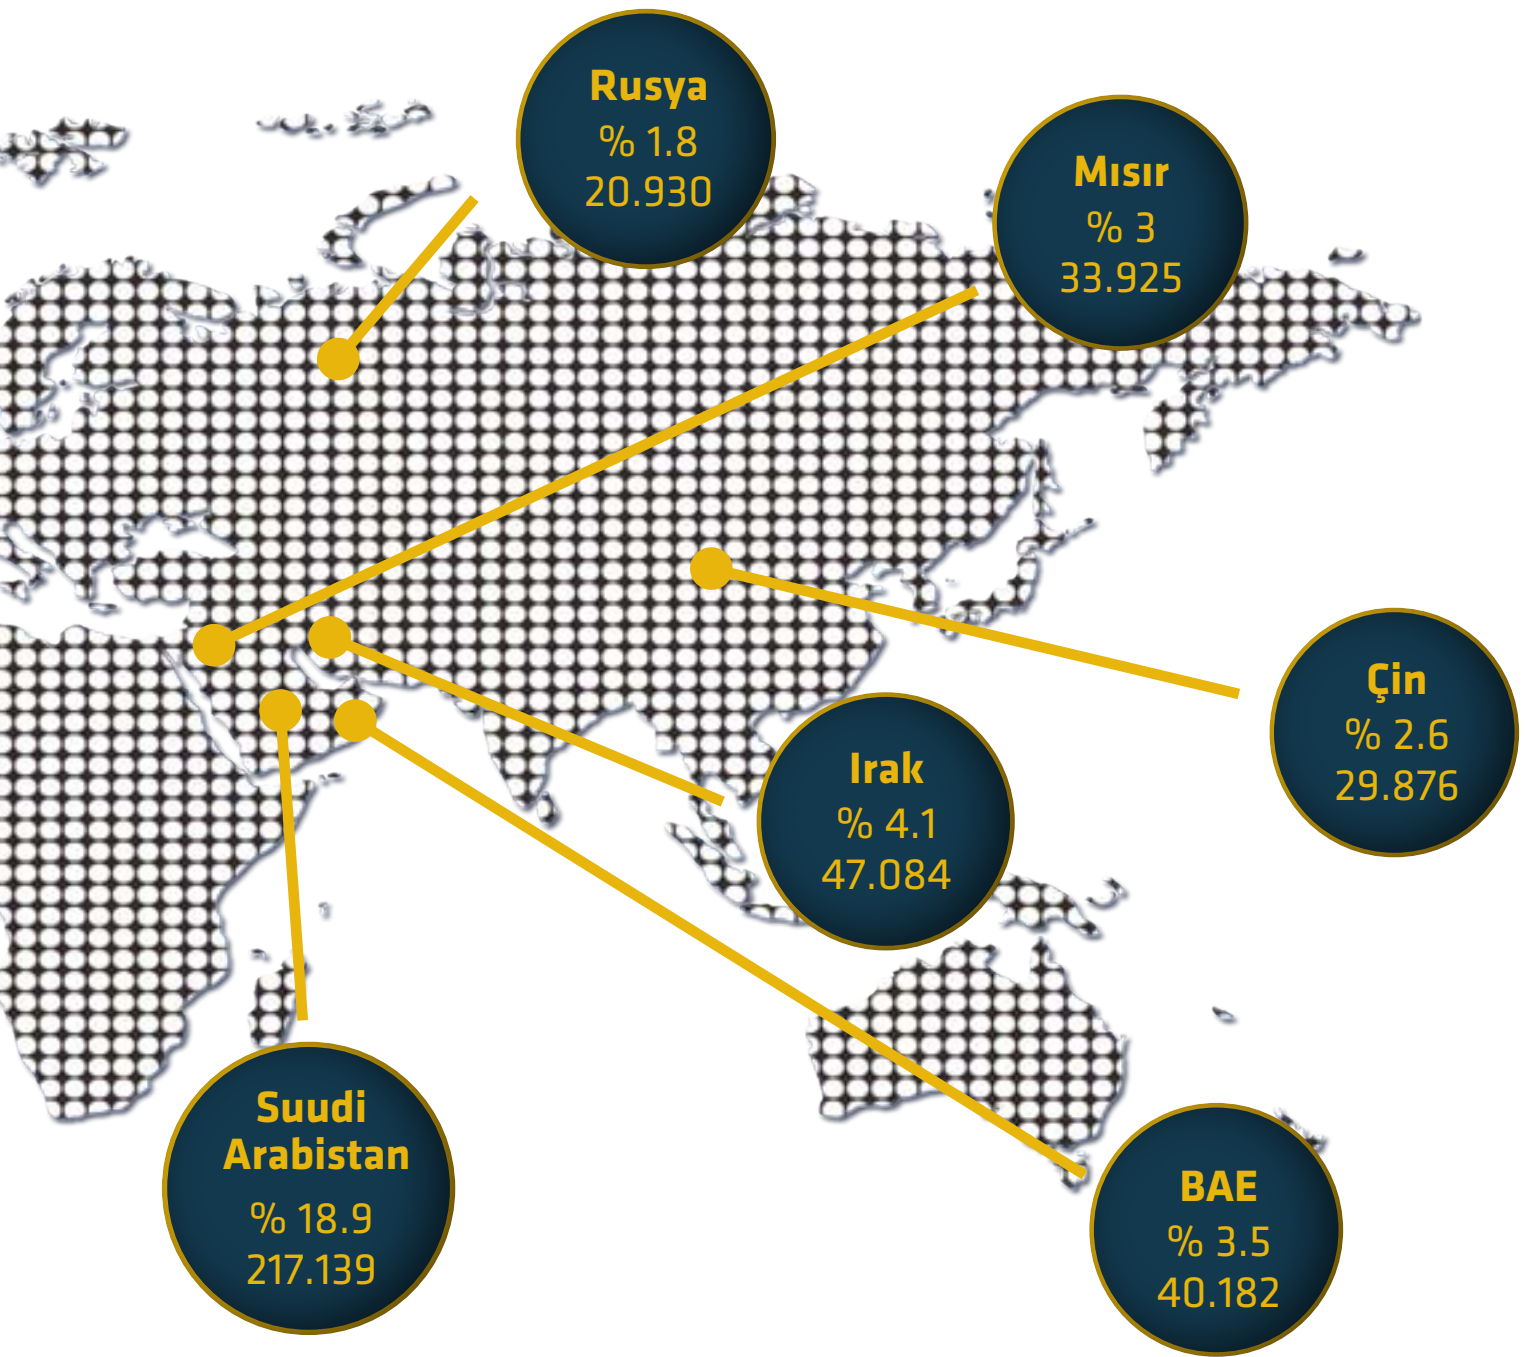 Rusya
% 1.8
20.930
Mısır
% 3
33.925
Çin
% 2.6
29.876
Irak
% 4.1
47.084
Suudi
Arabistan
% 18.9
217.139
BAE
% 3.5
40.182